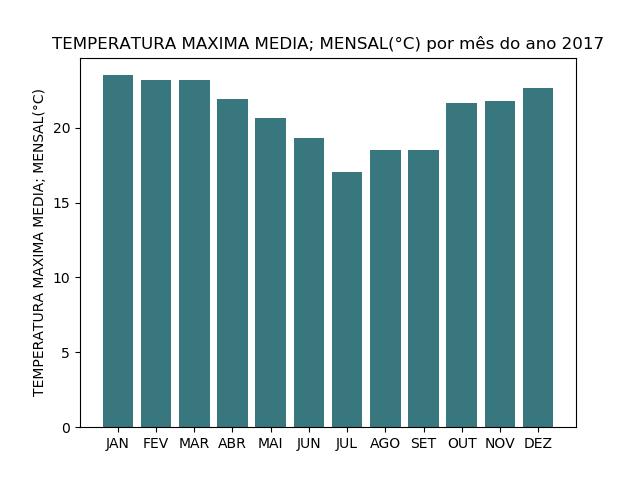 TEMPERATURA MAXIMA MEDIA; MENSAL(°C) por mês do ano 2017
TEMPERATURA MAXIMA MEDIA; MENSAL(°C)
20
15
10
5
0
JAN FEV MAR ABR MAI JUN JUL AGO SET OUT NOV DEZ